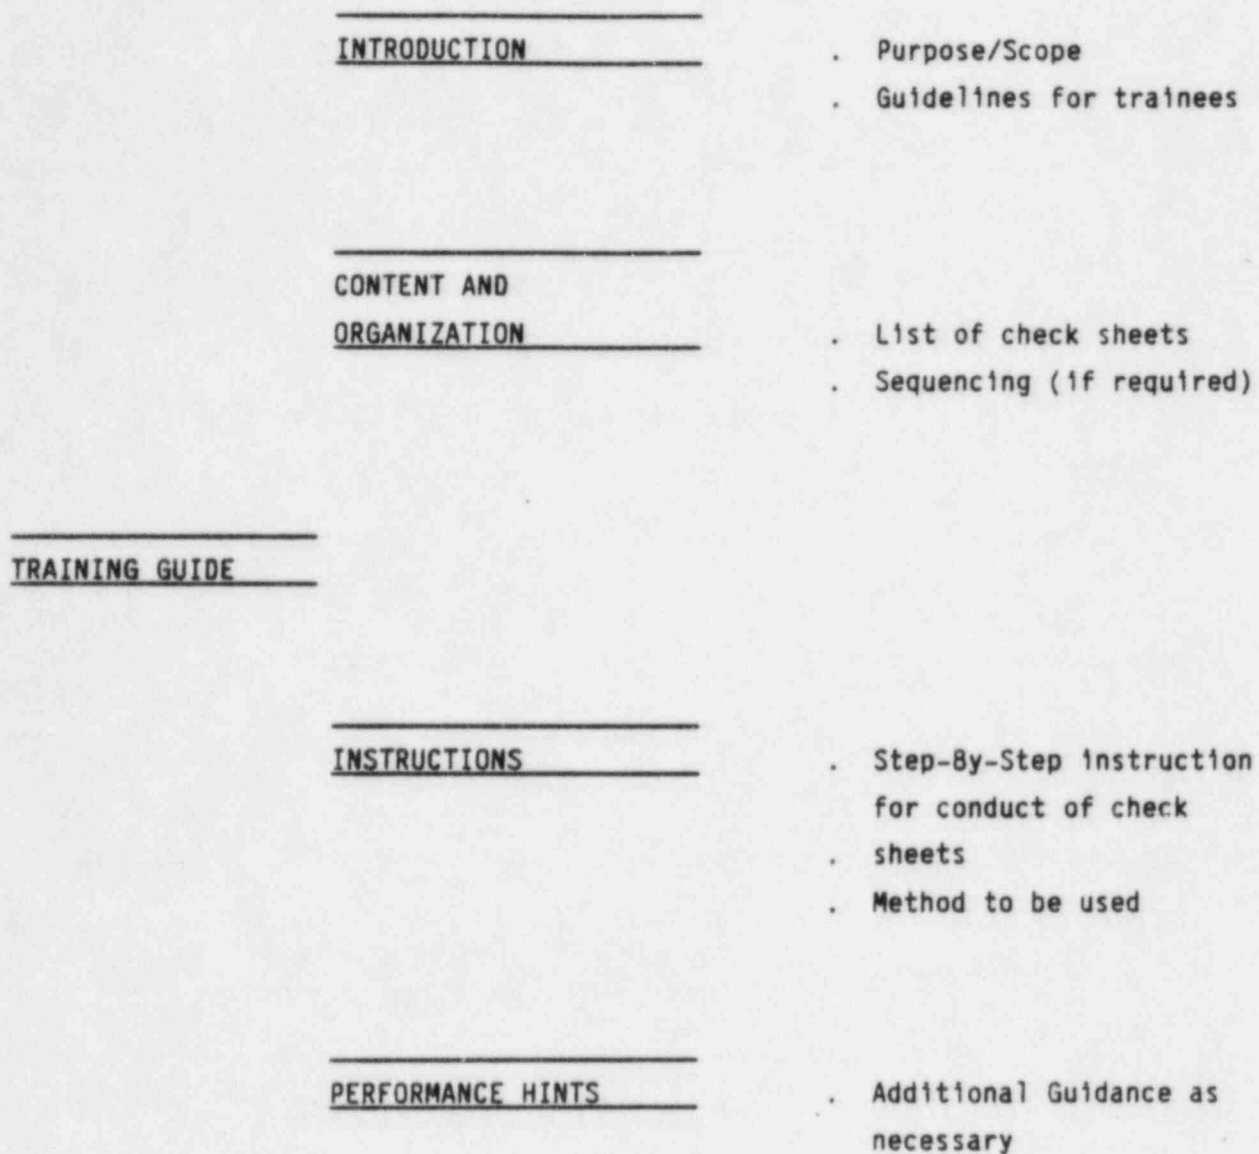 INTRODUCTION
. Purpose/Scope
. Guidelines for trainees
CONTENT AND
ORGANIZATION
. List of check sheets
. Sequencing (if required)
TRAINING GUIDE
INSTRUCTIONS
. Step-By-Step instruction
for conduct of check
. sheets
. Method to be used
PERFORMANCE HINTS
. Additional Guidance as
necessary